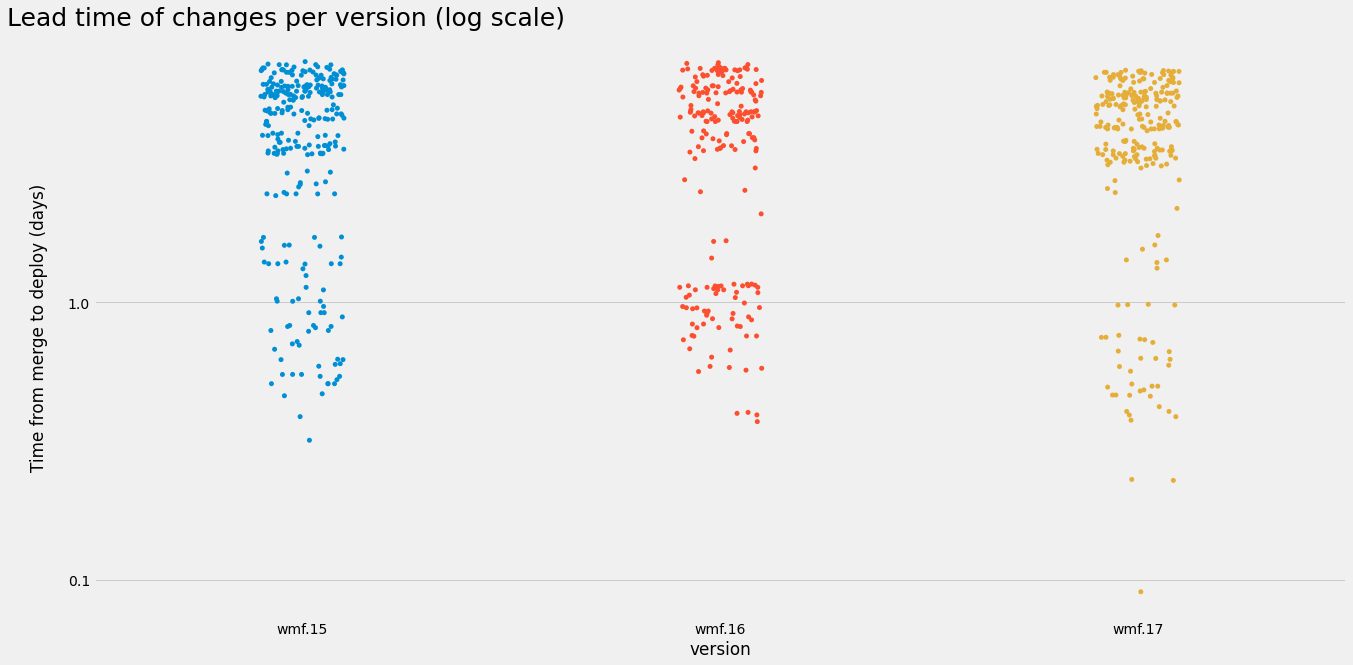 Lead time of changes per version (log scale)
Time from merge to deploy (days)
1.0
0.1
wmf.15
wmf.16
wmf.17
version